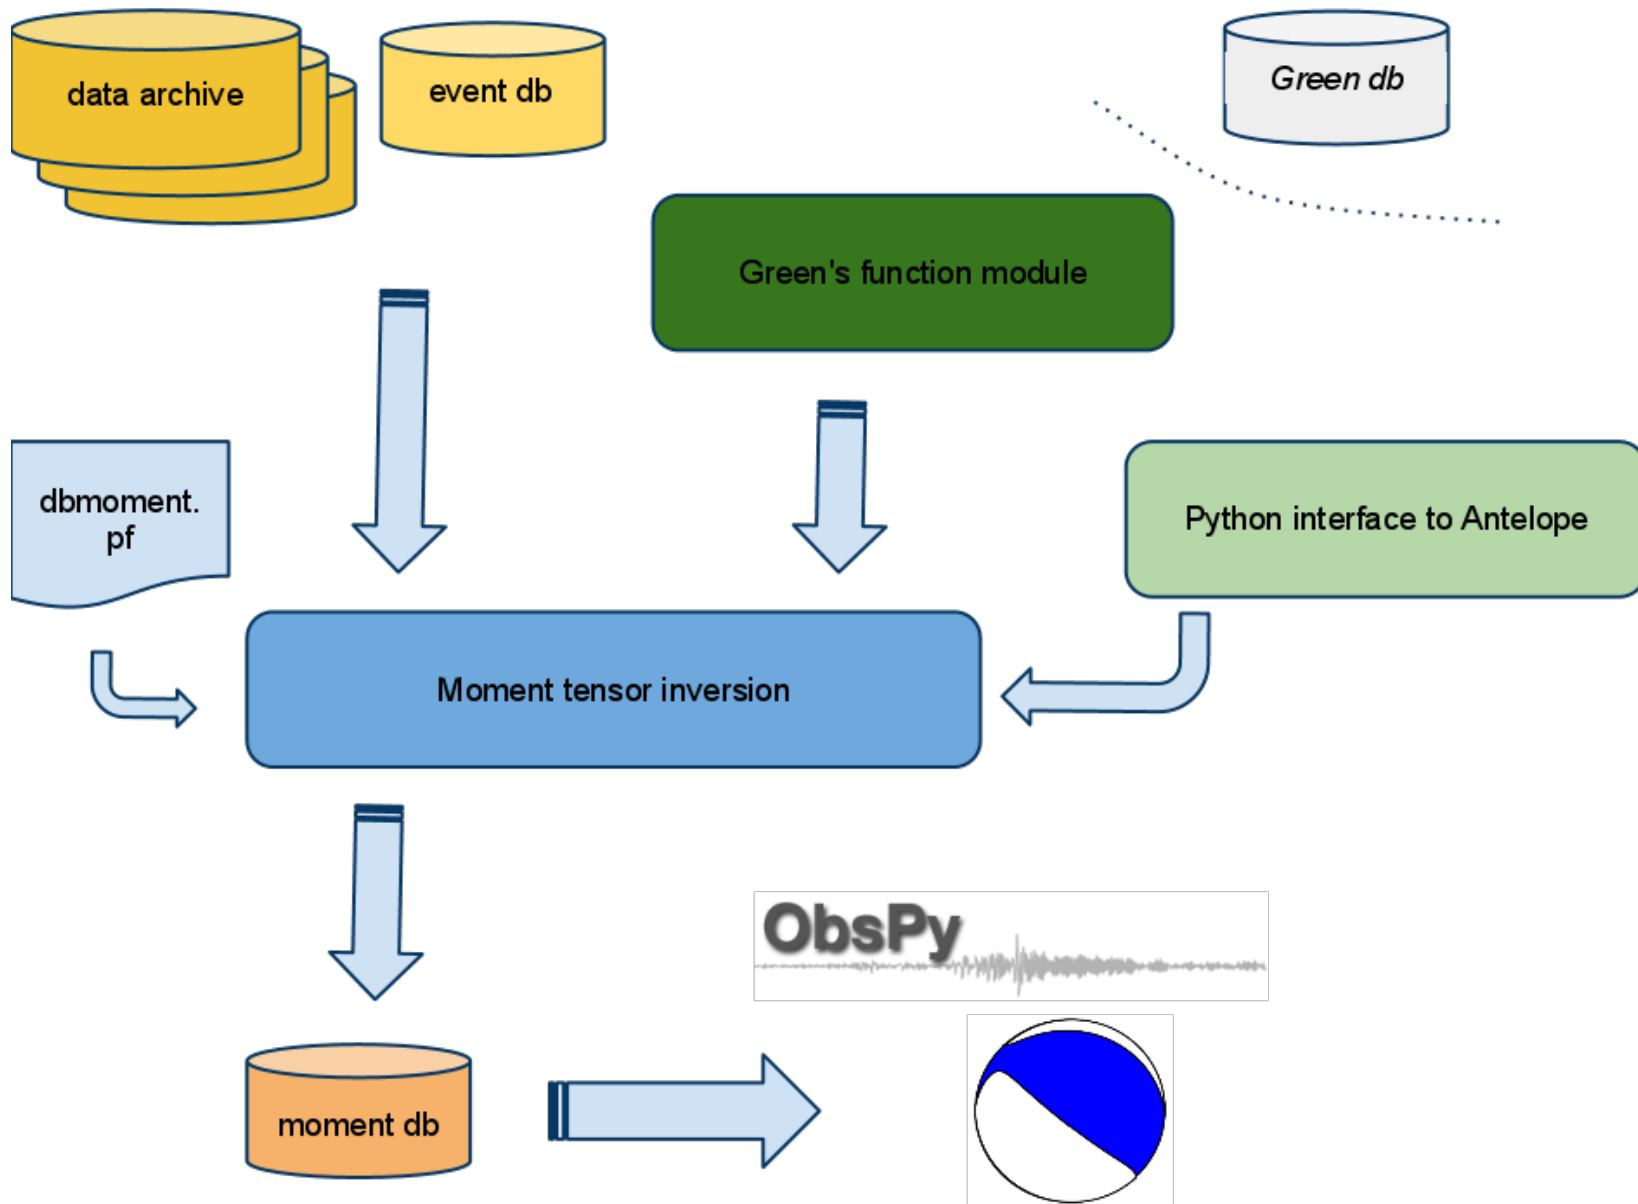 data archive
event db
Green db
Green's function module
dbmoment.
pf
Python interface to Antelope
Moment tensor inversion
ObsPy
moment db